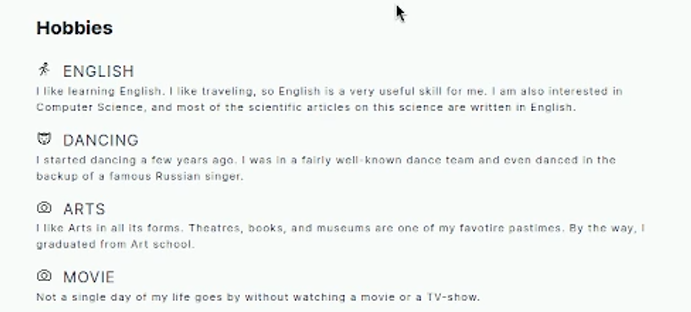 Hobbies
ENGLISH
I like learning English. I like traveling, so English is a very useful skill for me. I am also interested in
Computer Science, and most of the scientific articles on this science are written in English.
DANCING
I started dancing a few years ago. I was in a fairly well-known dance team and even danced in the
backup of a famous Russian singer.
ARTS
I like Arts in all its forms. Theatres, books, and museums are one of my favotire pastimes. By the way, I
graduated from Art school.
MOVIE
Not a single day of my life goes by without watching a movie or a TV-show.